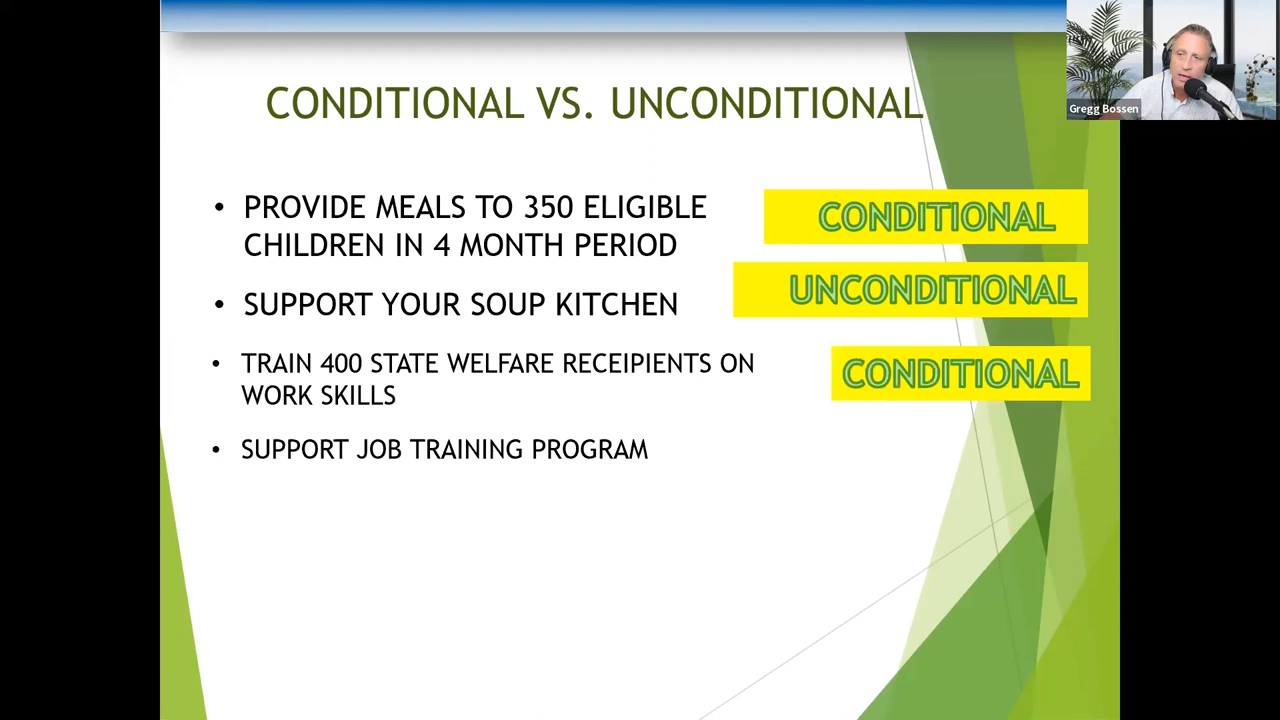 CONDITIONAL VS. UNCONDITIONAL
Gregg Bossen
• PROVIDE MEALS TO 350 ELIGIBLE
CHILDREN IN 4 MONTH PERIOD
CONDITIONAL
• SUPPORT YOUR SOUP KITCHEN
UNCONDITIONAL
• TRAIN 400 STATE WELFARE RECEIPIENTS ON
WORK SKILLS
CONDITIONAL
• SUPPORT JOB TRAINING PROGRAM